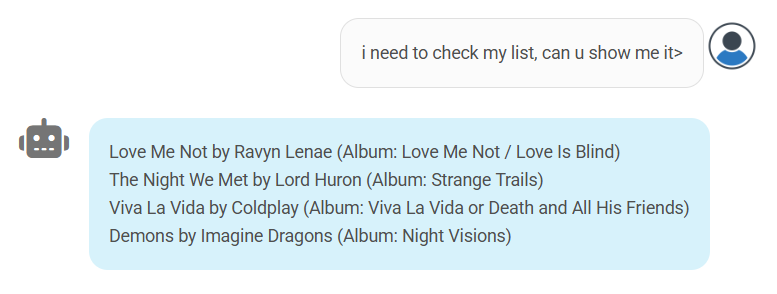 i need to check my list, can u show me it>
Love Me Not by Ravyn Lenae (Album: Love Me Not / Love Is Blind)
The Night We Met by Lord Huron (Album: Strange Trails)
Viva La Vida by Coldplay (Album: Viva La Vida or Death and All His Friends)
Demons by Imagine Dragons (Album: Night Visions)